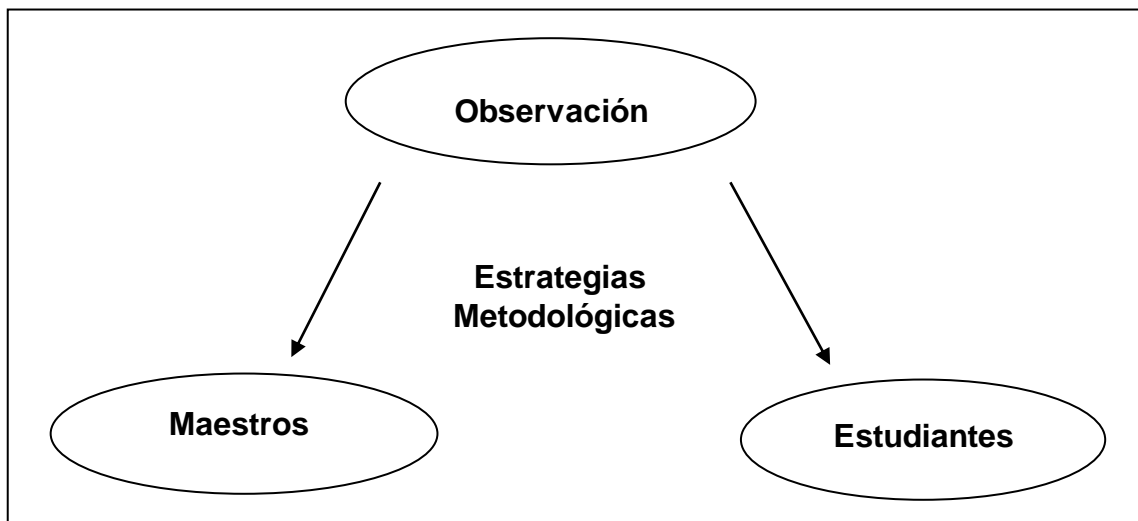 Observación
Estrategias
Metodológicas
Maestros
Estudiantes